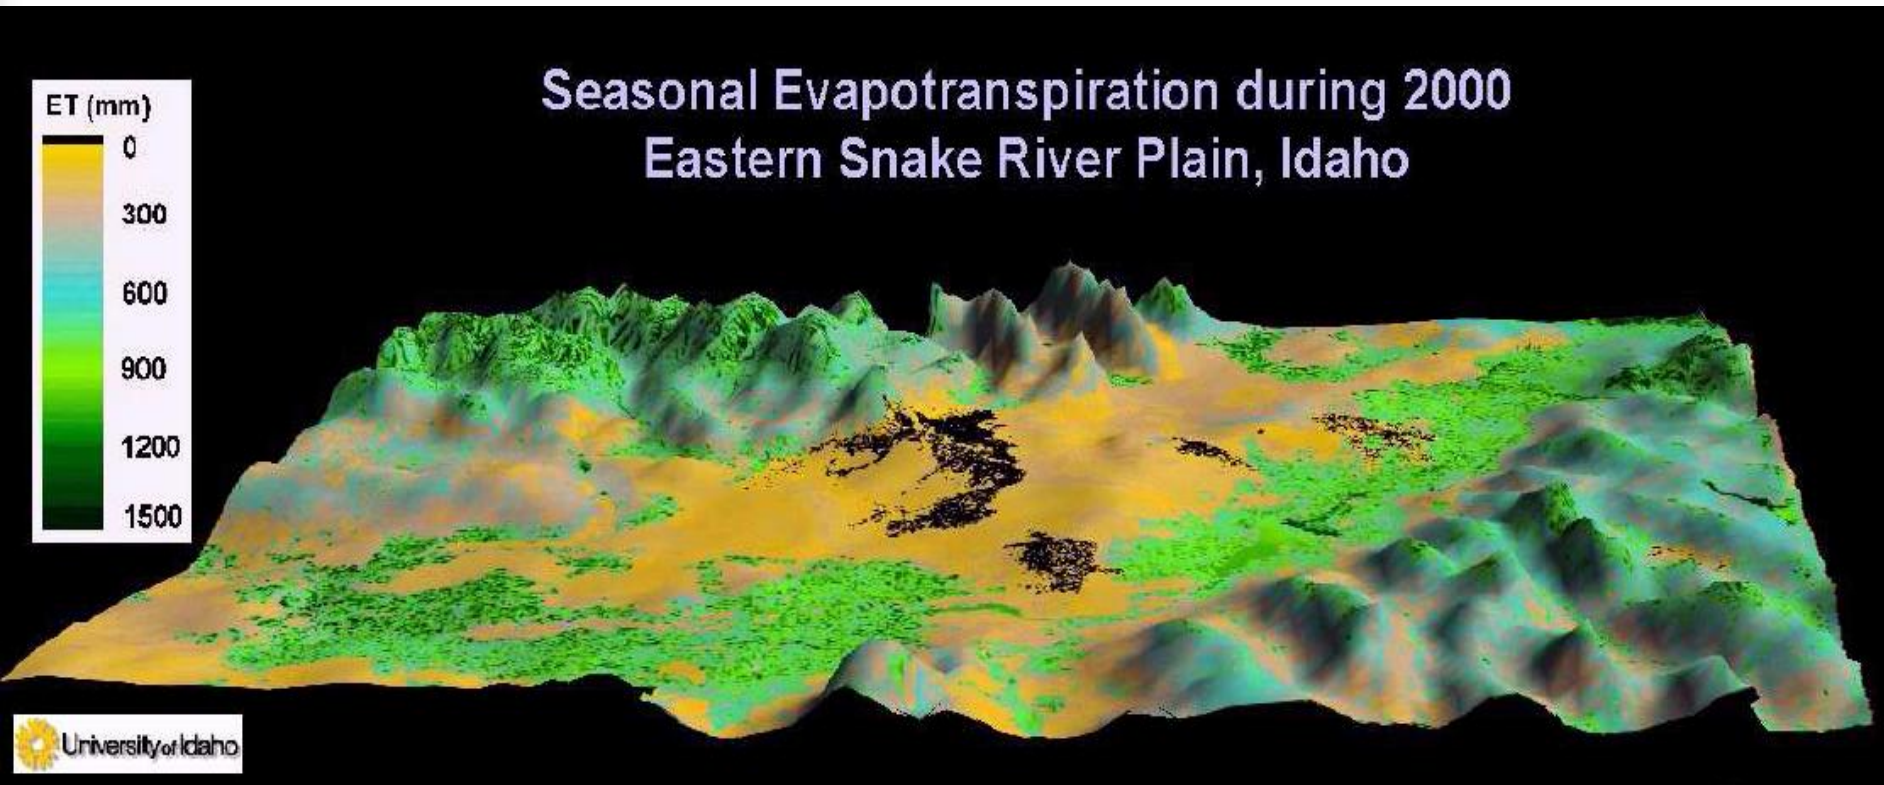 Seasonal Evapotranspiration during 2000
Eastern Snake River Plain, Idaho
ET (mm)
0
300
600
900
1200
1500
University of Idaho